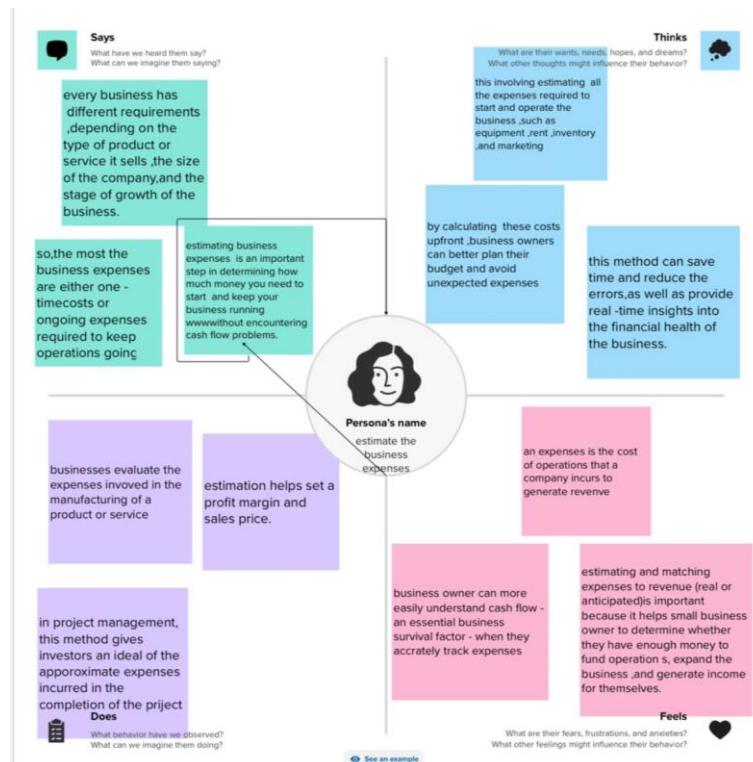 Says
What have we heard them say?
What can we imagine them saying?
every business has
different requirements
,depending on the
type of product or
service it sells ,the size
of the company,and the
stage of growth of the
business.
so,the most the
business expenses
are either one -
timecosts or
ongoing expenses
required to keep
operations going
estimating business
expenses is an important
step in determining how
much money you need to
start and keep your
business running
wwwwithout encountering
cash flow problems.
Thinks
What are their wants, needs, hopes, and dreams?
What other thoughts might influence their behavior?
this involving estimating all
the expenses required to
start and operate the
business ,such as
equipment ,rent ,inventory
,and marketing
by calculating these costs
upfront ,business owners
can better plan their
budget and avoid
unexpected expenses
this method can save
time and reduce the
errors,as well as provide
real -time insights into
the financial health of
the business.
Persona's name
estimate the
business
expenses
businesses evaluate the
expenses invoved in the
manufacturing of a
product or service
estimation helps set a
profit margin and
sales price.
in project management,
this method gives
investors an ideal of the
apporoximate expenses
incurred in the
completion of the priject
Does
What behavior have we observed?
What can we imagine them doing?
an expenses is the cost
of operations that a
company incurs to
generate revenve
business owner can more
easily understand cash flow -
an essential business
survival factor - when they
accrately track expenses
estimating and matching
expenses to revenue (real or
anticipated)is important
because it helps small business
owner to determine whether
they have enough money to
fund operation s, expand the
business ,and generate income
for themselves.
Feels
What are their fears, frustrations, and anxieties?
What other feelings might influence their behavior?
See an example